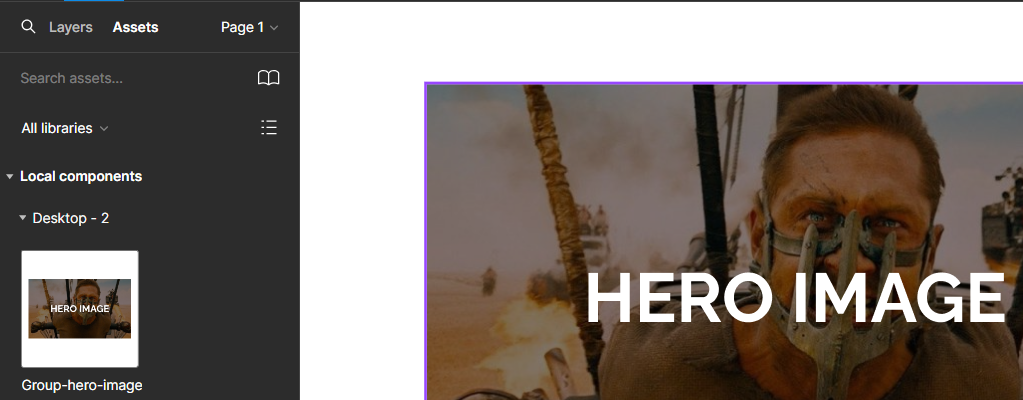 Layers Assets Page 1
Search assets...
All libraries
Local components
Desktop - 2
HERO IMAGE
Group-hero-image
HERO IMAGE